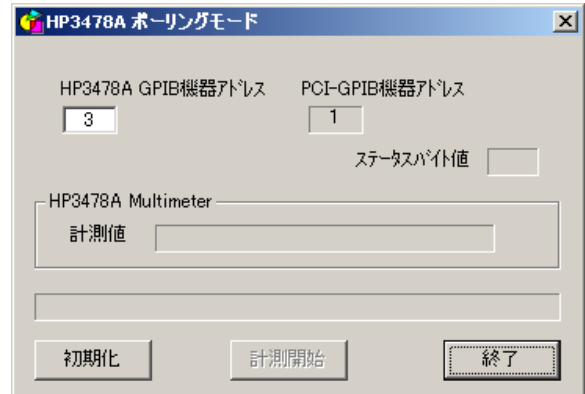 HP3478A ポーリングモード
HP3478A GPIB機器アドレス PCI-GPIB機器アドレス
3 1
ステータスバイト値
HP3478A Multimeter
計測値
初期化 計測開始 終了